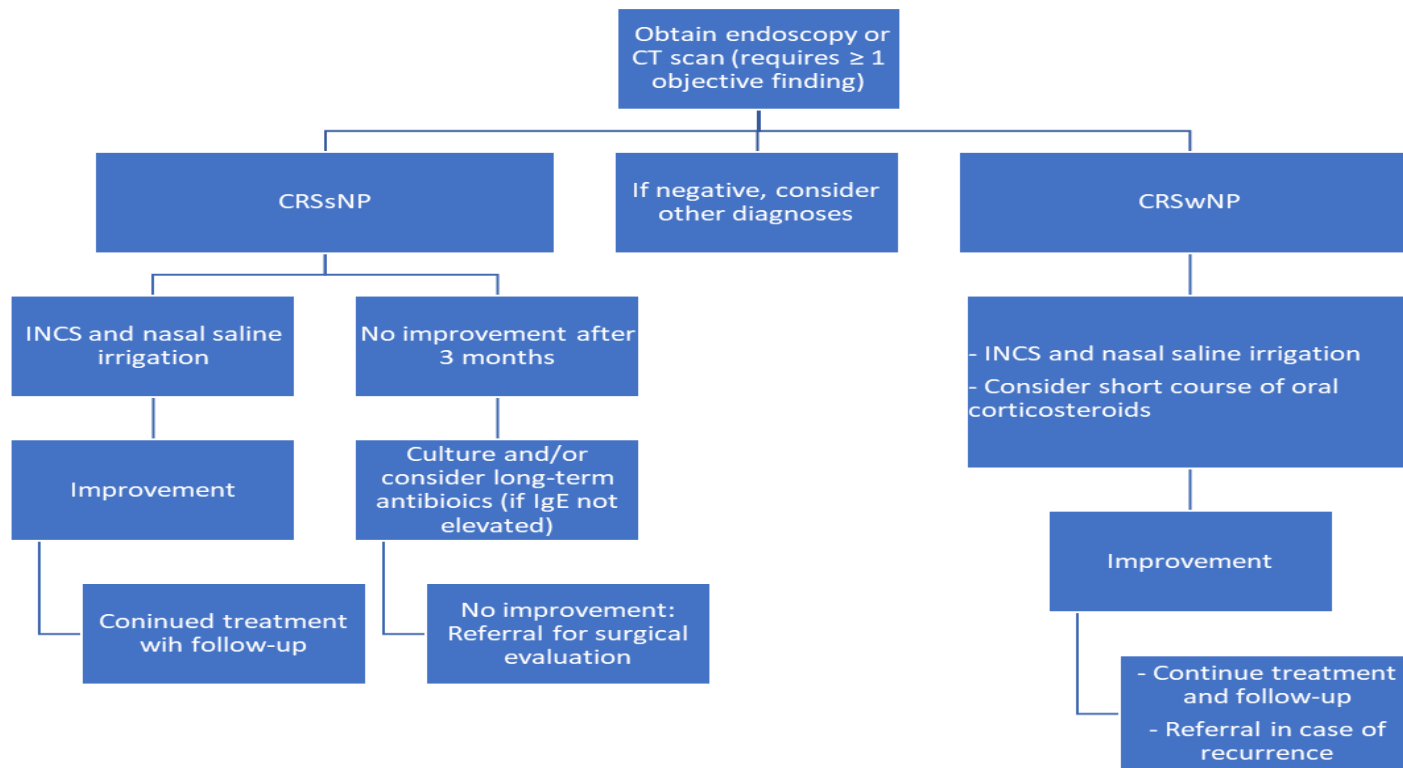 Obtain endoscopy or
CT scan (requires ≥ 1
objective finding)
CRSsNP
If negative, consider
other diagnoses
CRSwNP
INCS and nasal saline
irrigation
No improvement after
3 months
- INCS and nasal saline irrigation
- Consider short course of oral
corticosteroids
Improvement
Culture and/or
consider long-term
antibioics (if IgE not
elevated)
Improvement
Coninued treatment
wih follow-up
No improvement:
Referral for surgical
evaluation
- Continue treatment
and follow-up
- Referral in case of
recurrence